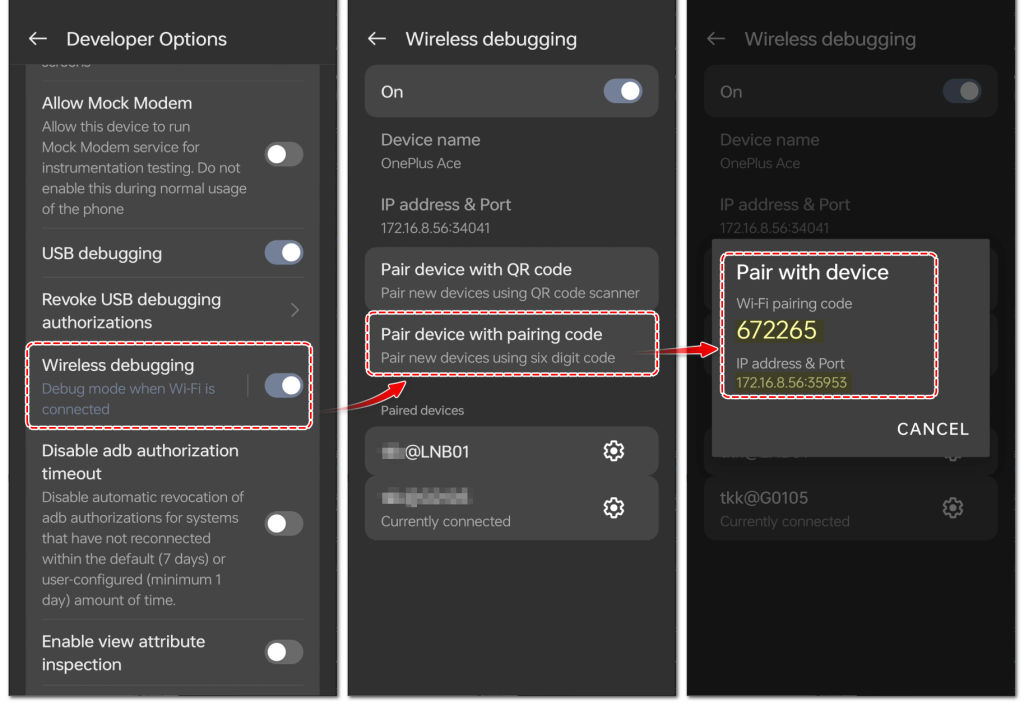 Developer Options
screens
Allow Mock Modem
Allow this device to run
Mock Modem service for
instrumentation testing. Do not
enable this during normal usage
of the phone
USB debugging
Revoke USB debugging
authorizations
Wireless debugging
Debug mode when Wi-Fi is
connected
Disable adb authorization
timeout
Disable automatic revocation of
adb authorizations for systems
that have not reconnected
within the default (7 days) or
user-configured (minimum 1
day) amount of time.
Enable view attribute
inspection
Wireless debugging
On
Device name
OnePlus Ace
IP address & Port
172.16.8.56:34041
Pair device with QR code
Pair new devices using QR code scanner
Pair device with pairing code
Pair new devices using six digit code
Paired devices
@LNB01
Currently connected
Wireless debugging
On
Device name
OnePlus Ace
IP address & Port
172.16.8.56:34041
Pair with device
Wi-Fi pairing code
672265
IP address & Port
172.16.8.56:35953
CANCEL
tkk@G0105
Currently connected